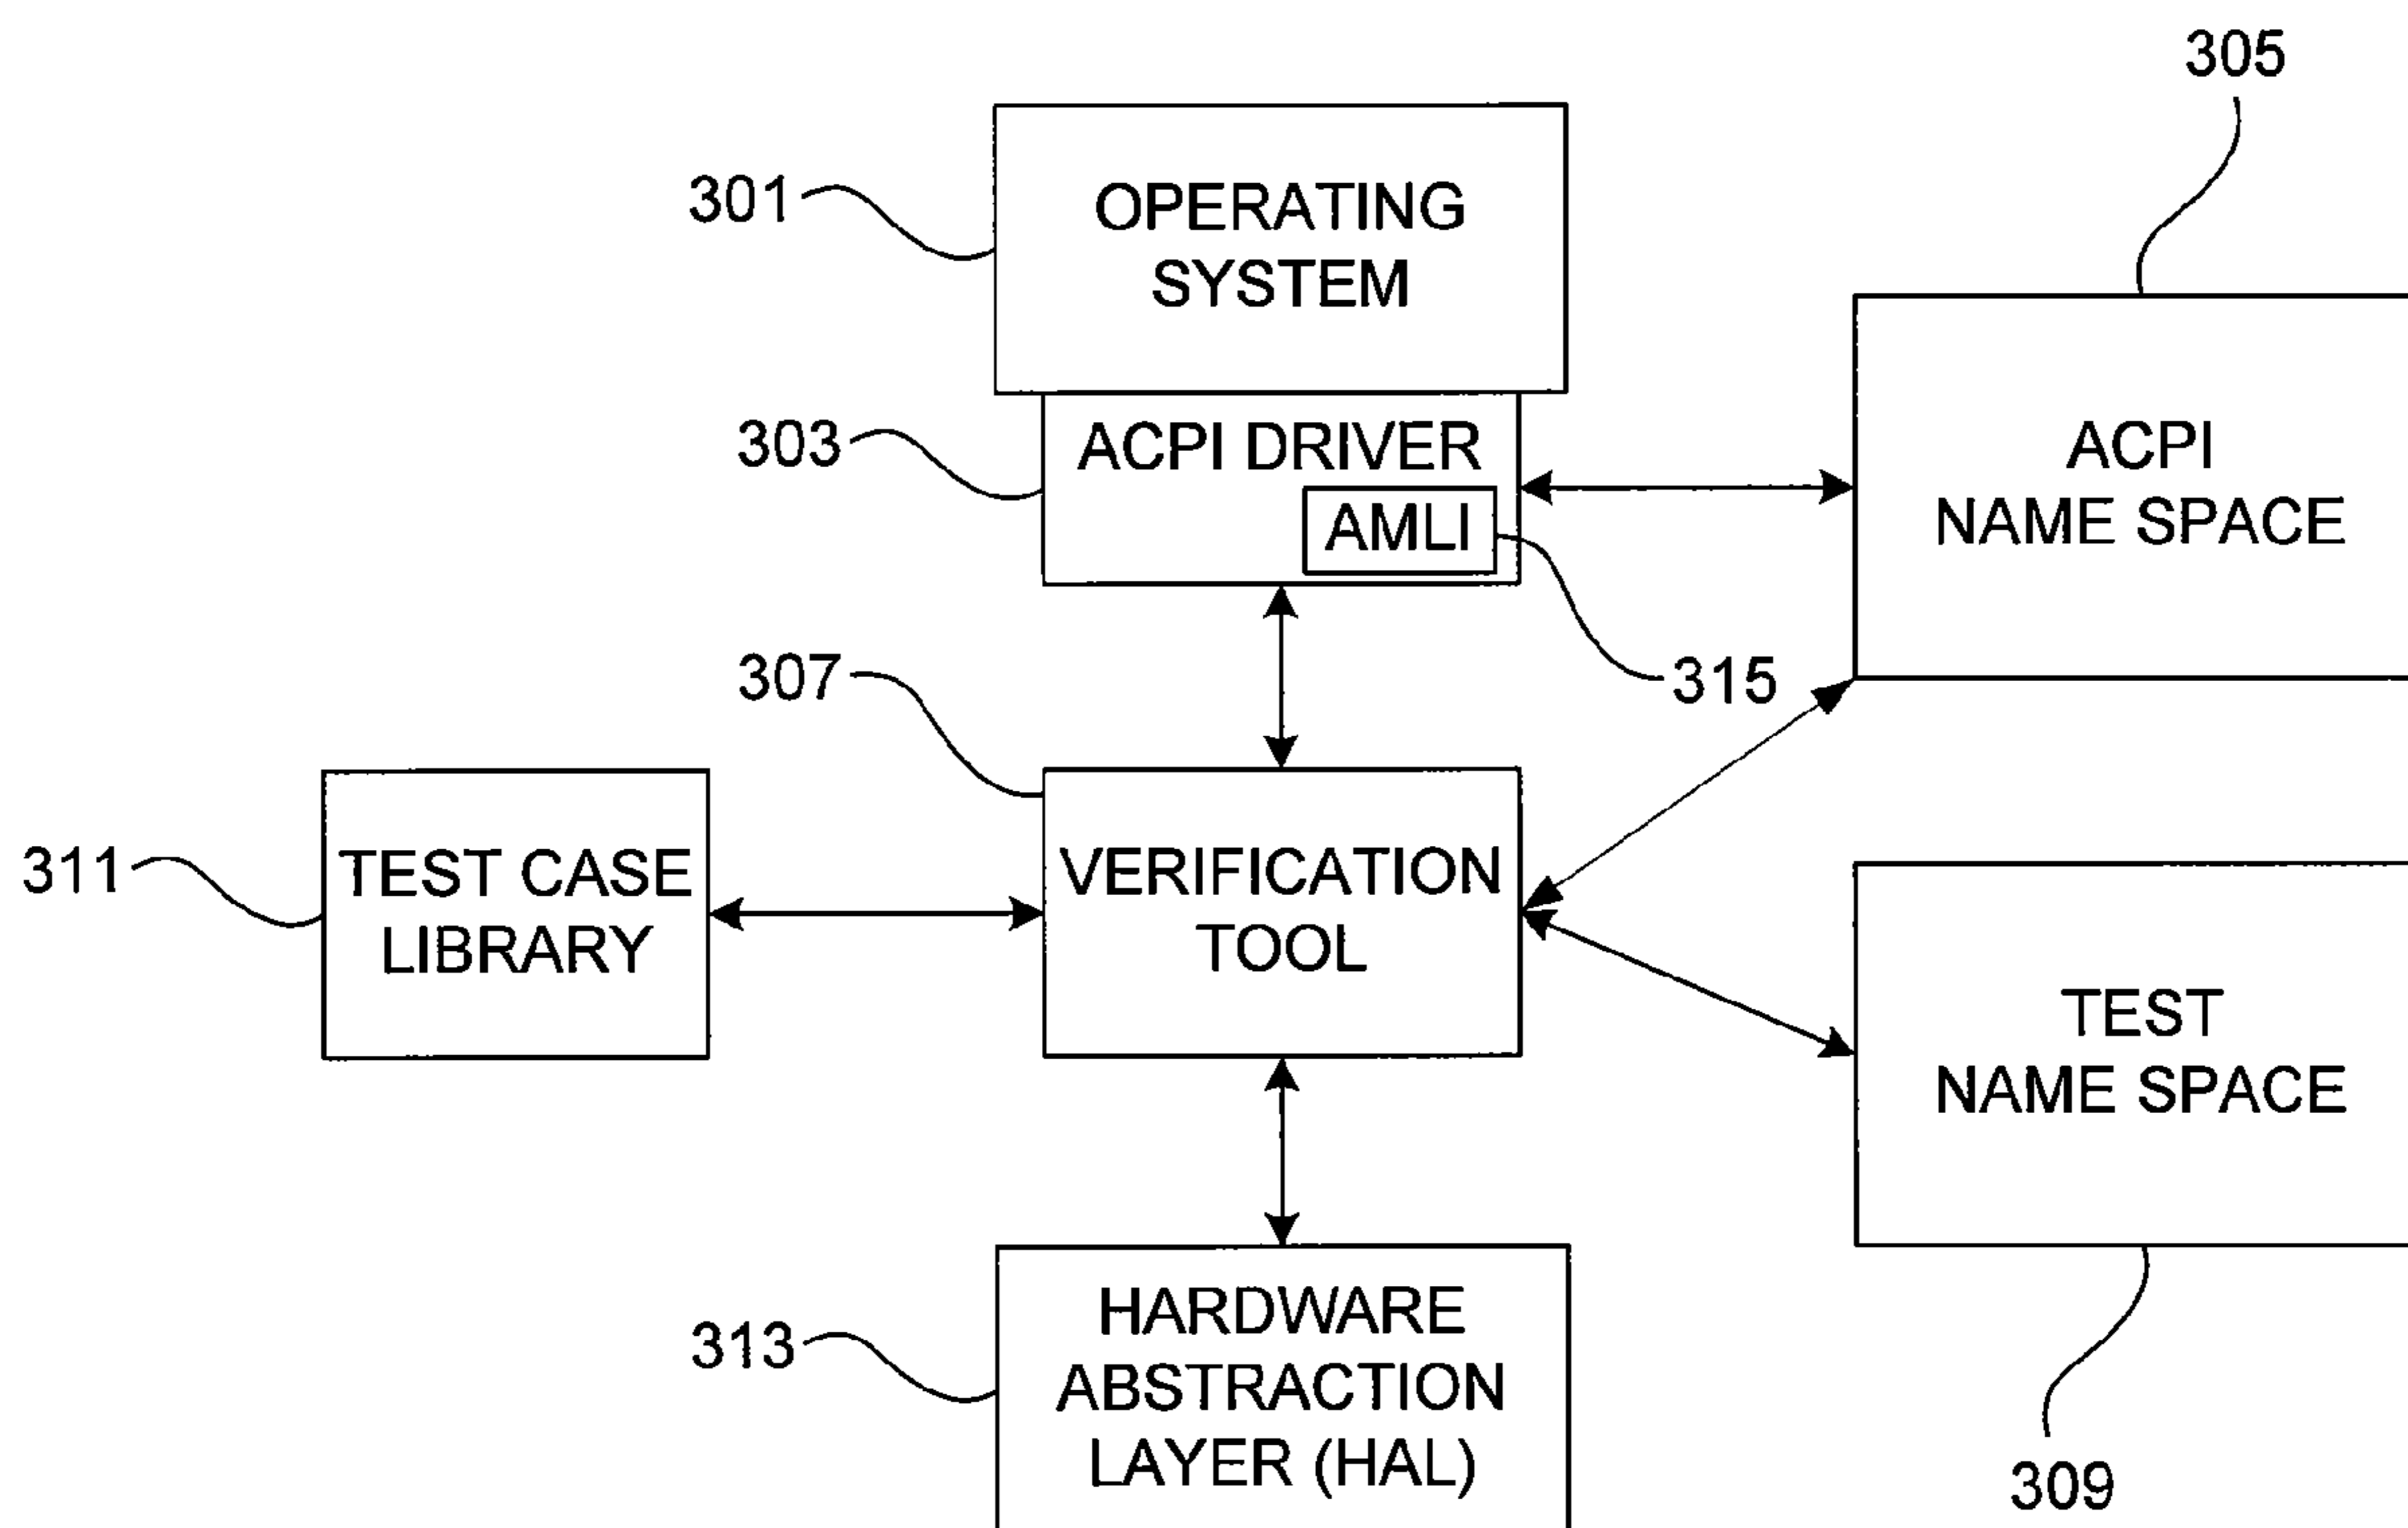 305
301
OPERATING
SYSTEM
303
ACPI DRIVER
AMLI
ACPI
NAME SPACE
315
307
311
TEST CASE
LIBRARY
VERIFICATION
TOOL
TEST
NAME SPACE
313
HARDWARE
ABSTRACTION
LAYER (HAL)
309